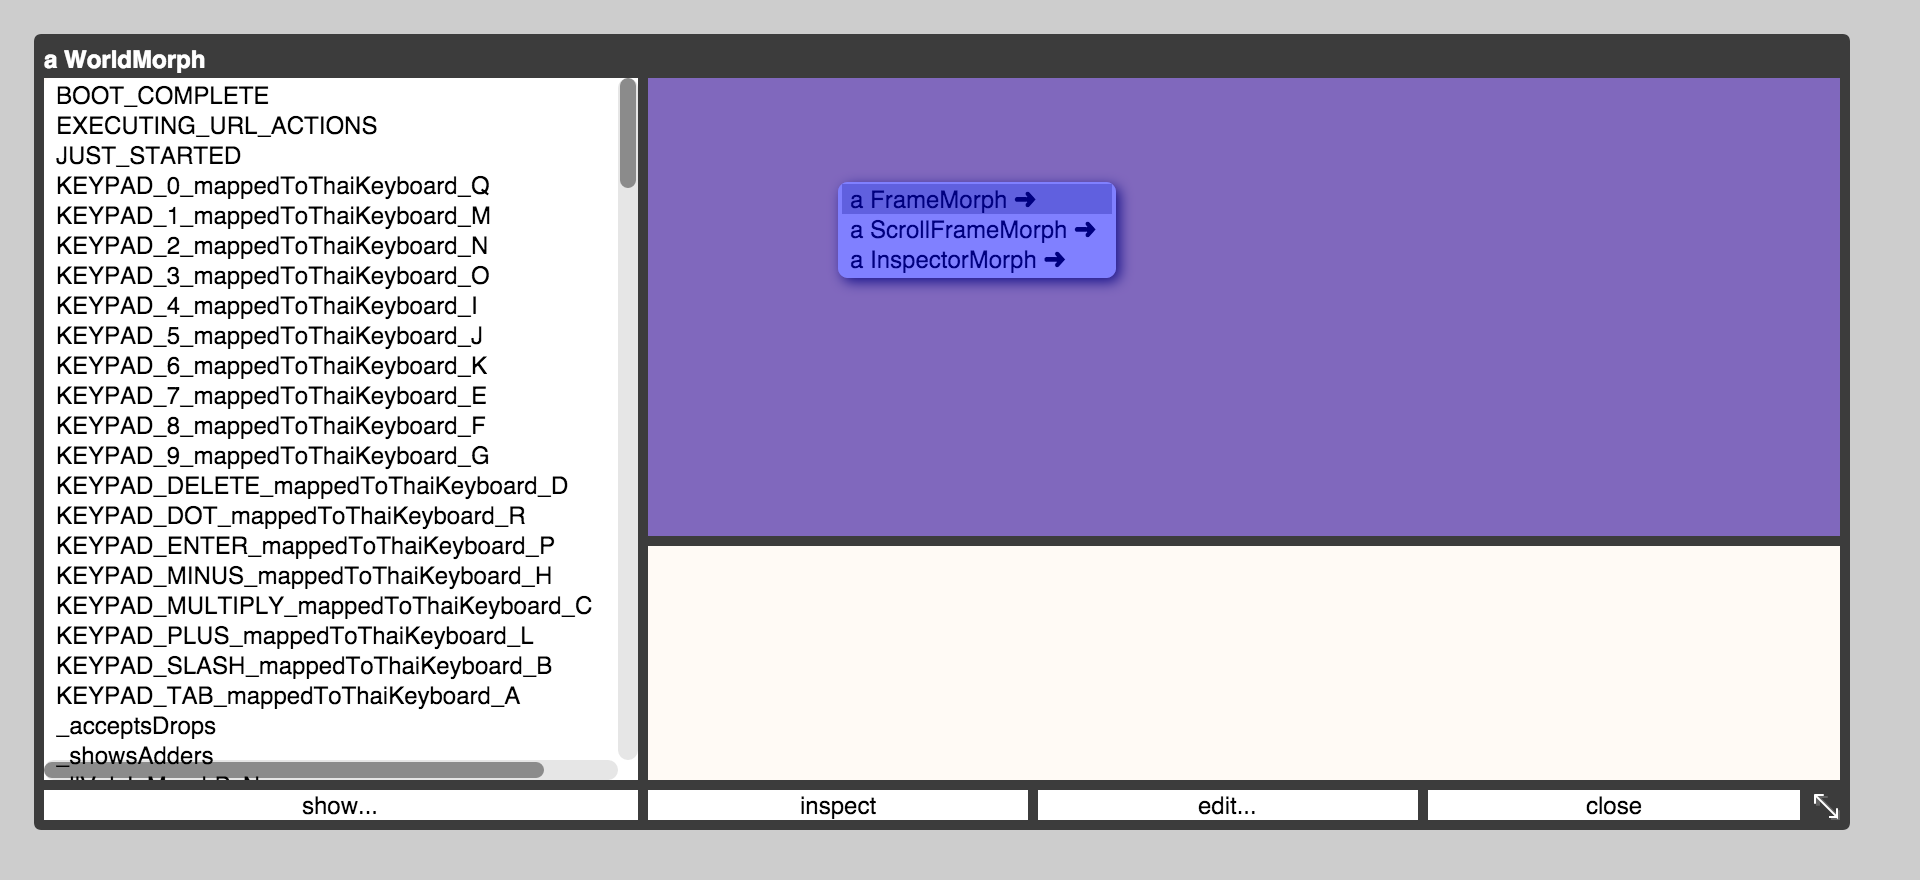 a WorldMorph
BOOT_COMPLETE
EXECUTING_URL_ACTIONS
JUST_STARTED
KEYPAD_0_mappedToThaiKeyboard_Q
KEYPAD_1_mappedToThaiKeyboard_M
KEYPAD_2_mappedToThaiKeyboard_N
KEYPAD_3_mappedToThaiKeyboard_O
KEYPAD_4_mappedToThaiKeyboard_I
KEYPAD_5_mappedToThaiKeyboard_J
KEYPAD_6_mappedToThaiKeyboard_K
KEYPAD_7_mappedToThaiKeyboard_E
KEYPAD_8_mappedToThaiKeyboard_F
KEYPAD_9_mappedToThaiKeyboard_G
KEYPAD_DELETE_mappedToThaiKeyboard_D
KEYPAD_DOT_mappedToThaiKeyboard_R
KEYPAD_ENTER_mappedToThaiKeyboard_P
KEYPAD_MINUS_mappedToThaiKeyboard_H
KEYPAD_MULTIPLY_mappedToThaiKeyboard_C
KEYPAD_PLUS_mappedToThaiKeyboard_L
KEYPAD_SLASH_mappedToThaiKeyboard_B
KEYPAD_TAB_mappedToThaiKeyboard_A
_acceptsDrops
_showsAdders
a FrameMorph ➜
a ScrollFrameMorph ➜
a InspectorMorph ➜
show...
inspect
edit...
close